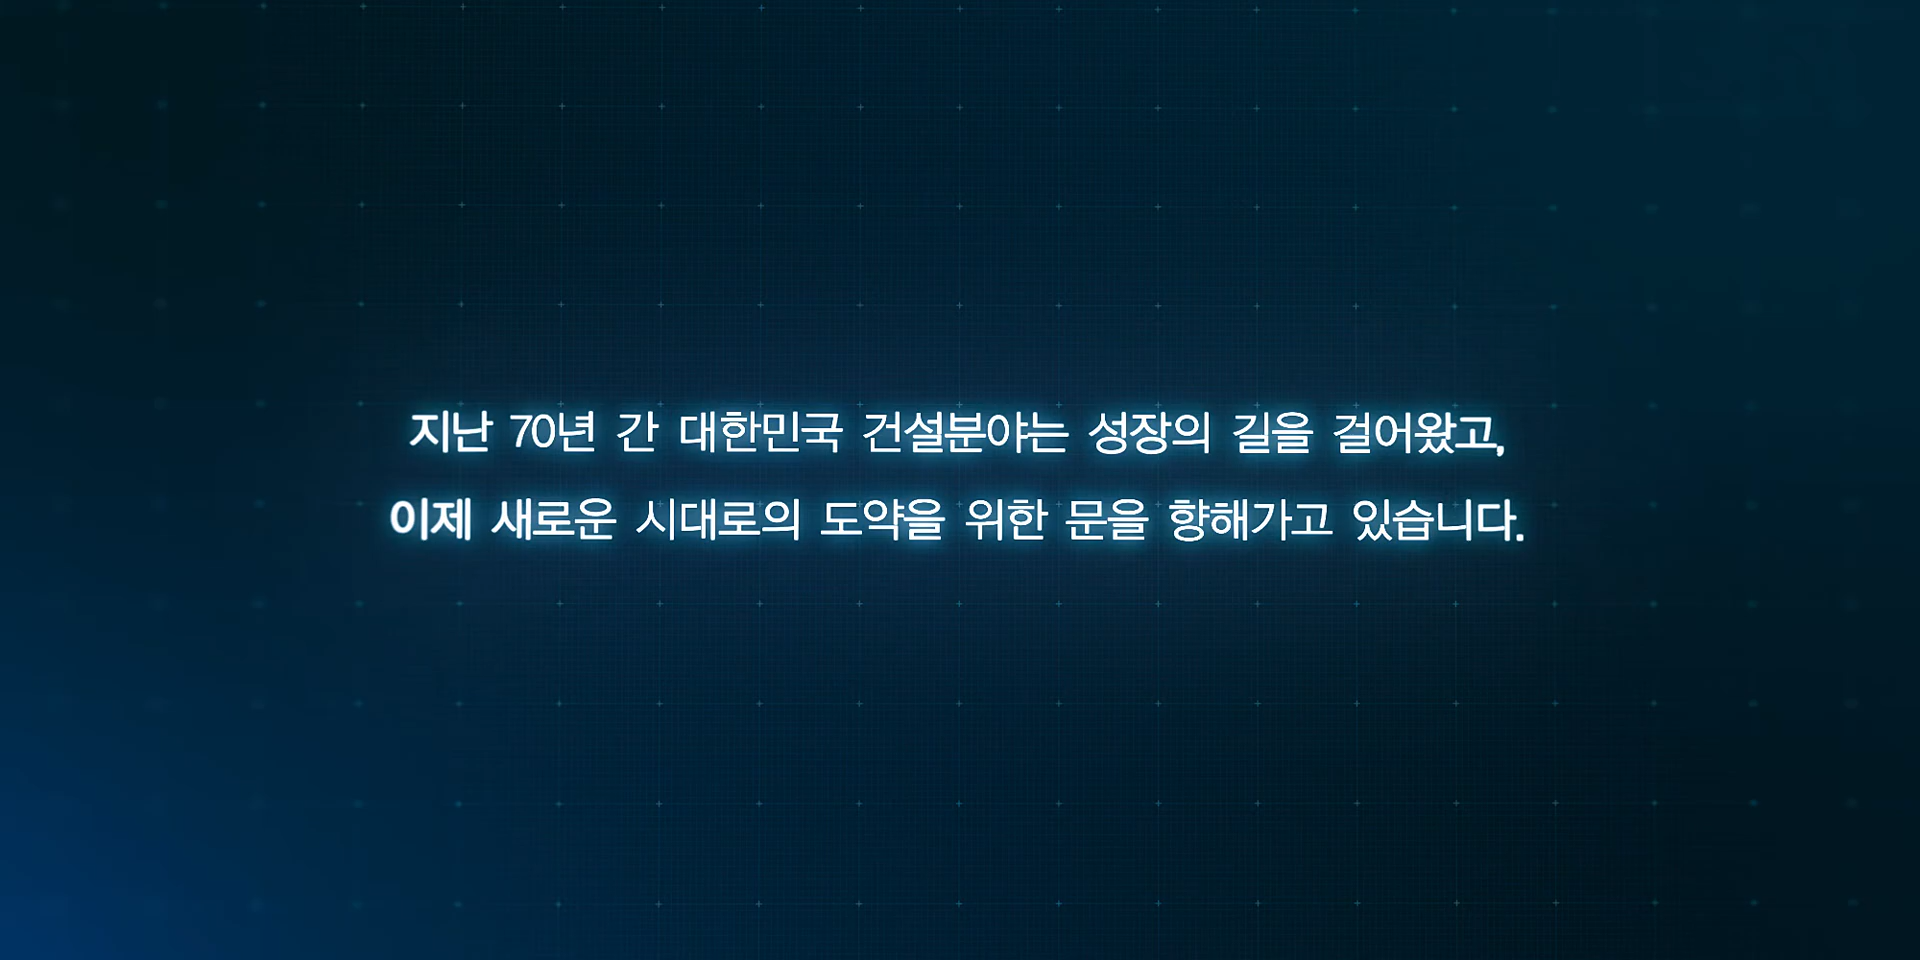 지난 70년 간 대한민국 건설분야는 성장의 길을 걸어왔고,
이제 새로운 시대로의 도약을 위한 문을 향해가고 있습니다.